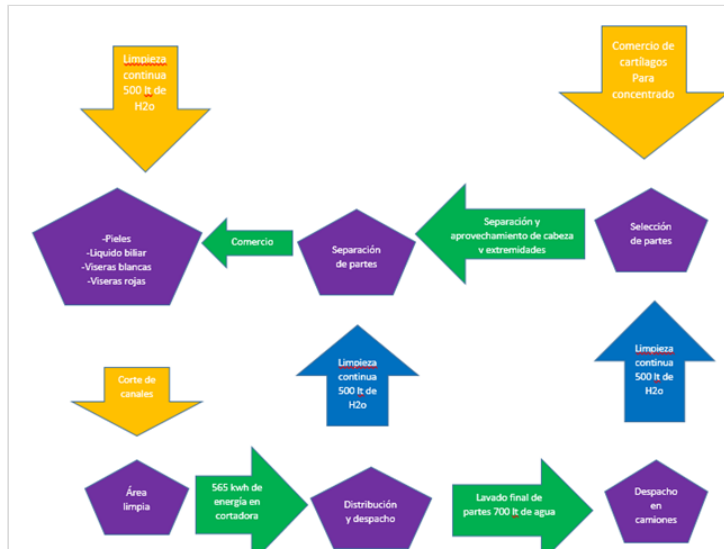 Limpieza
continua
500 lt de
H2o
Comercio de
cartílagos
Para
concentrado
-Pieles
-Liquido biliar
-Viseras blancas
-Viseras rojas
Comercio
Separación
de partes
Separación y
aprovechamiento de cabeza
y extremidades
Selección
de partes
Corte de
canales
Limpieza
continua
500 lt de
H2o
Limpieza
continua
500 lt de
H2o
Área
limpia
565 kwh de
energía en
cortadora
Distribución
y despacho
Lavado final de
partes 700 lt de agua
Despacho
en
camiones